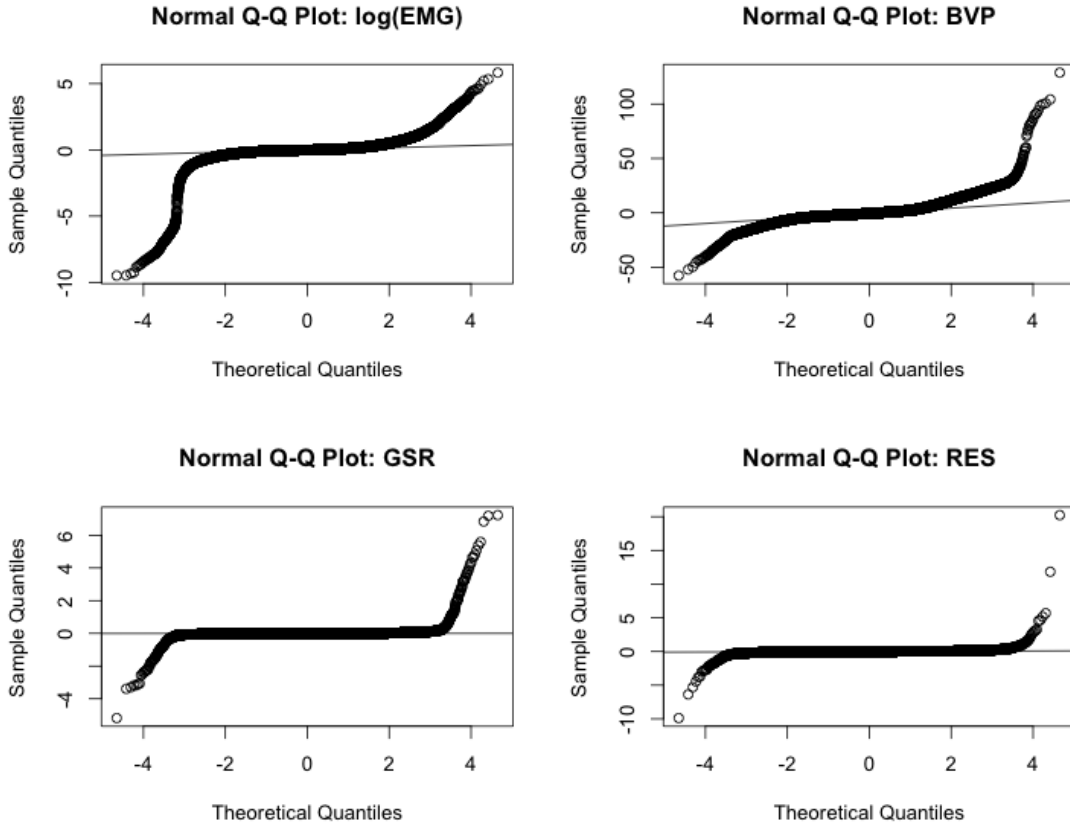 Normal Q-Q Plot: log(EMG)
Sample Quantiles
5
0
-5
-10
-4 -2 0 2 4
Theoretical Quantiles
Normal Q-Q Plot: BVP
Sample Quantiles
100
50
0
-50
-4 -2 0 2 4
Theoretical Quantiles
Normal Q-Q Plot: GSR
Sample Quantiles
6
4
2
0
-4
-4 -2 0 2 4
Theoretical Quantiles
Normal Q-Q Plot: RES
Sample Quantiles
15
5
0
-10
-4 -2 0 2 4
Theoretical Quantiles